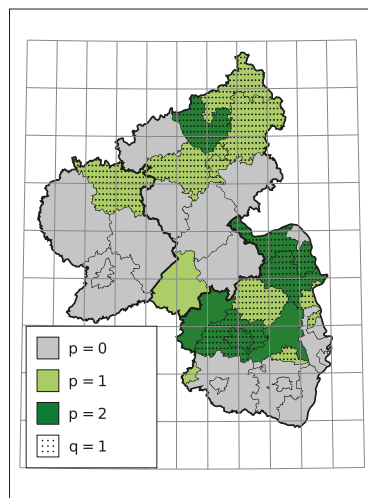 p = 0
p = 1
p = 2
q = 1